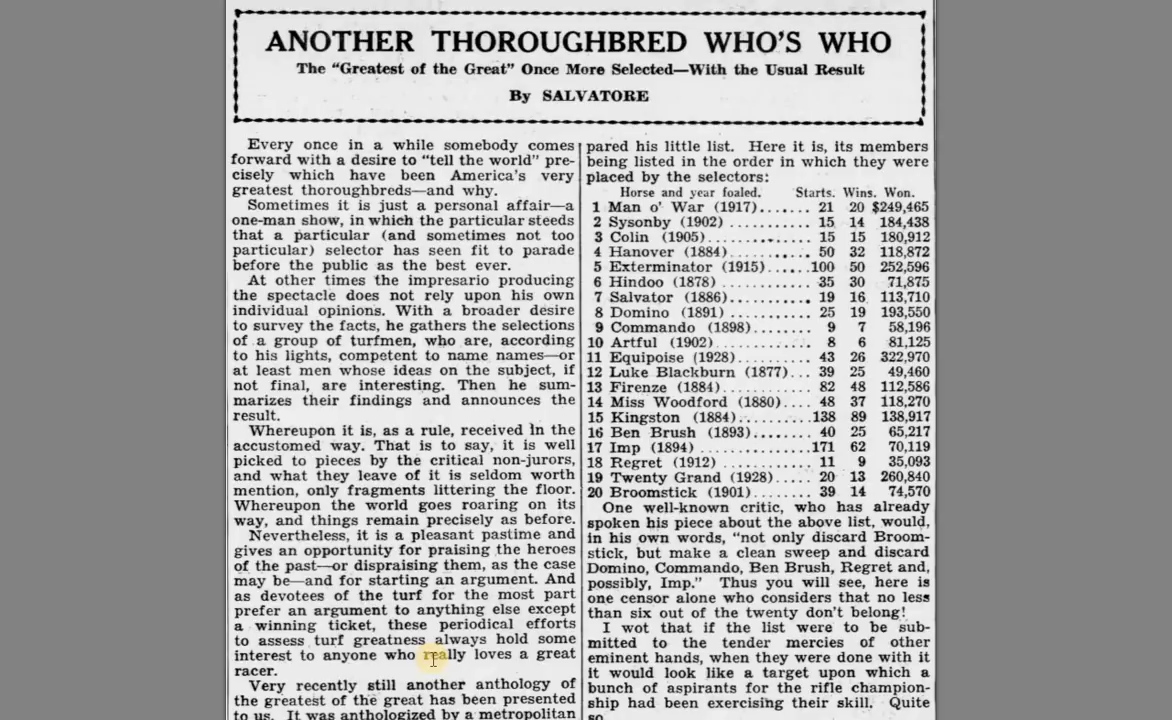 ANOTHER THOROUGHBRED WHO'S WHO
The "Greatest of the Great" Once More Selected—With the Usual Result
By SALVATORE
Every once in a while somebody comes
forward with a desire to "tell the world" pre-
cisely which have been America's very
greatest thoroughbreds—and why.
Sometimes it is just a personal affair—a
one-man show, in which the particular steeds
that a particular (and sometimes not too
particular) selector has seen fit to parade
before the public as the best ever.
At other times the impresario producing
the spectacle does not rely upon his own
individual opinions. With a broader desire
to survey the facts, he gathers the selections
of a group of turfmen, who are, according
to his lights, competent to name names—or
at least men whose ideas on the subject, if
not final, are interesting. Then he sum-
marizes their findings and announces the
result.
Whereupon it is, as a rule, received in the
accustomed way. That is to say, it is well
picked to pieces by the critical non-jurors,
and what they leave of it is seldom worth
mention, only fragments littering the floor.
Whereupon the world goes roaring on its
way, and things remain precisely as before.
Nevertheless, it is a pleasant pastime and
gives an opportunity for praising the heroes
of the past—or dispraising them, as the case
may be—and for starting an argument. And
as devotees of the turf for the most part
prefer an argument to anything else except
a winning ticket, these periodical efforts
to assess turf greatness always hold some
interest to anyone who really loves a great
racer.
Very recently still another anthology of
the greatest of the great has been presented
to us. It was anthologized by a metropolitan
pared his little list. Here it is, its members
being listed in the order in which they were
placed by the selectors:
Horse and year foaled. Starts. Wins. Won.
1 Man o' War (1917)....... 21 20 $249,465
2 Sysonby (1902) ........... 15 14 184,438
3 Colin (1905)............... 15 15 180,912
4 Hanover (1884)............ 50 32 118,872
5 Exterminator (1915)......100 50 252,596
6 Hindoo (1878) ............ 35 30 71,875
7 Salvator (1886)........... 19 16 113,710
8 Domino (1891) ............ 25 19 193,550
9 Commando (1898)........ 9 7 58,196
10 Artful (1902) ............ 8 6 81,125
11 Equipoise (1928).......... 43 26 322,970
12 Luke Blackburn (1877)... 39 25 49,460
13 Firenze (1884) ............ 82 48 112,586
14 Miss Woodford (1880).... 48 37 118,270
15 Kingston (1884)...........138 89 138,917
16 Ben Brush (1893)........ 40 25 65,217
17 Imp (1894) ...............171 62 70,119
18 Regret (1912) ............ 11 9 35,093
19 Twenty Grand (1928)..... 20 13 260,840
20 Broomstick (1901)........ 39 14 74,570
One well-known critic, who has already
spoken his piece about the above list, would,
in his own words, "not only discard Broom-
stick, but make a clean sweep and discard
Domino, Commando, Ben Brush, Regret and,
possibly, Imp." Thus you will see, here is
one censor alone who considers that no less
than six out of the twenty don't belong!
I wot that if the list were to be sub-
mitted to the tender mercies of other
eminent hands, when they were done with it
it would look like a target upon which a
bunch of aspirants for the rifle champion-
ship had been exercising their skill. Quite
so